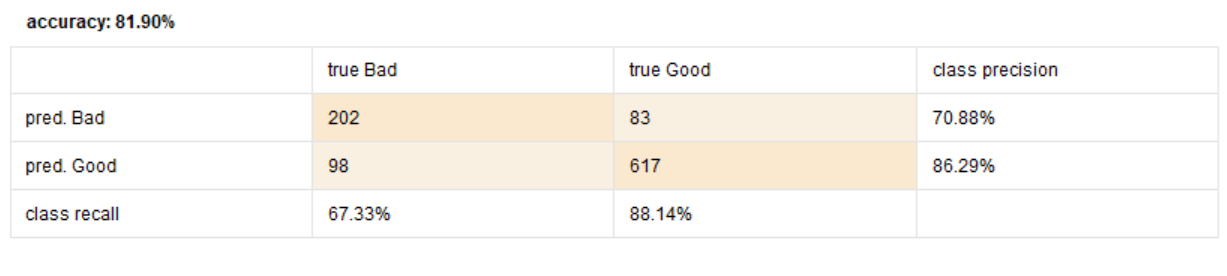 accuracy: 81.90%
true Bad true Good class precision
pred. Bad 202 83 70.88%
pred. Good 98 617 86.29%
class recall 67.33% 88.14%